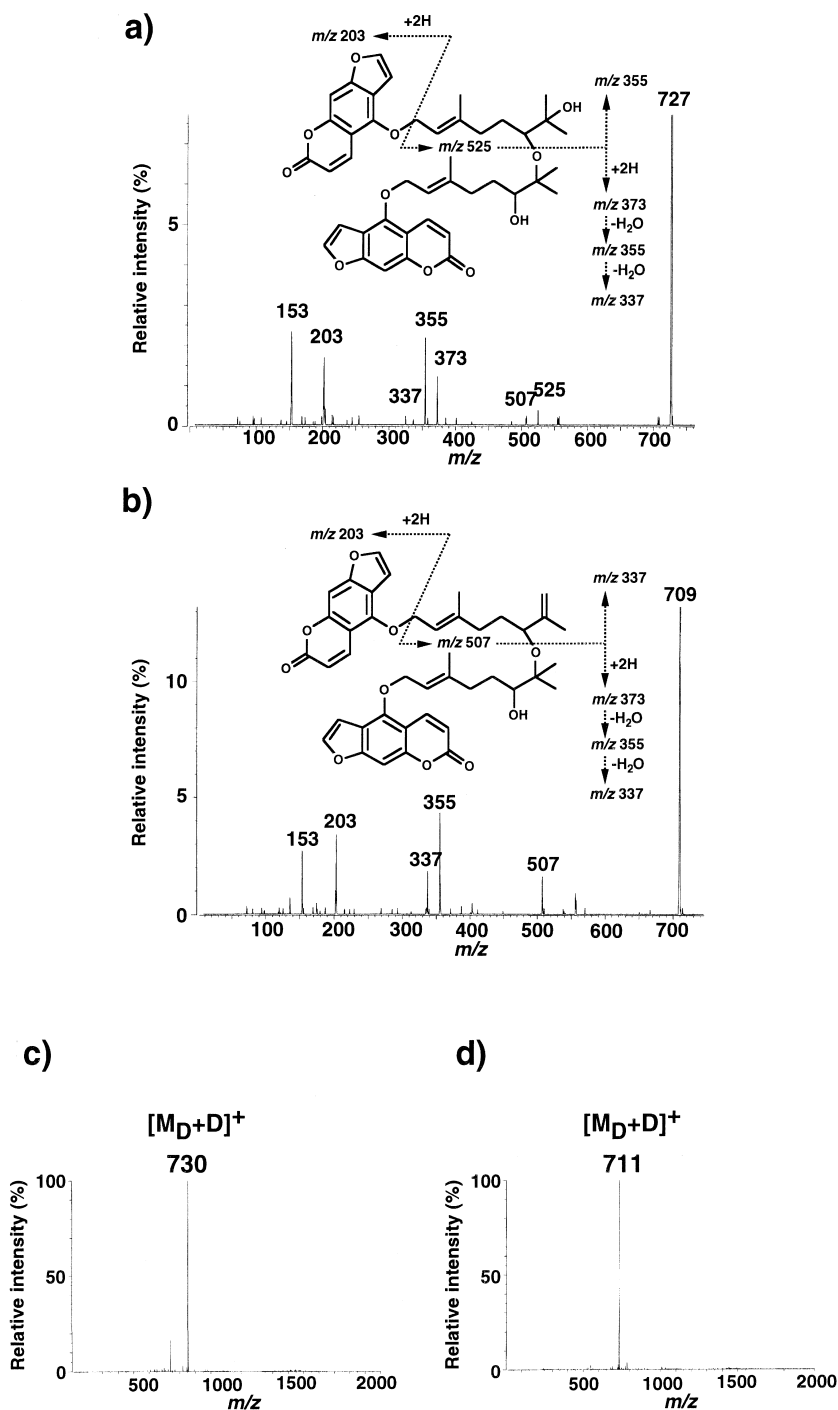 a)
+2H
m/z 203
m/z 355
727
O
OH
O
O
O
m/z 525
O
O
+2H
m/z 373
-H2O
OH
m/z 355
-H2O
O
O
O
m/z 337
Relative intensity (%)
5
0
153
203
337
355
373
507
525
100 200 300 400 500 600 700
m/z
b)
+2H
m/z 203
m/z 337
709
O
O
O
O
m/z 507
O
O
+2H
m/z 373
-H2O
OH
m/z 355
-H2O
O
O
O
m/z 337
Relative intensity (%)
10
5
0
153
203
337
355
507
100 200 300 400 500 600 700
m/z
c)
[MD+D]+
730
Relative intensity (%)
100
50
0
500 1000 1500 2000
m/z
d)
[MD+D]+
711
Relative intensity (%)
100
50
0
500 1000 1500 2000
m/z